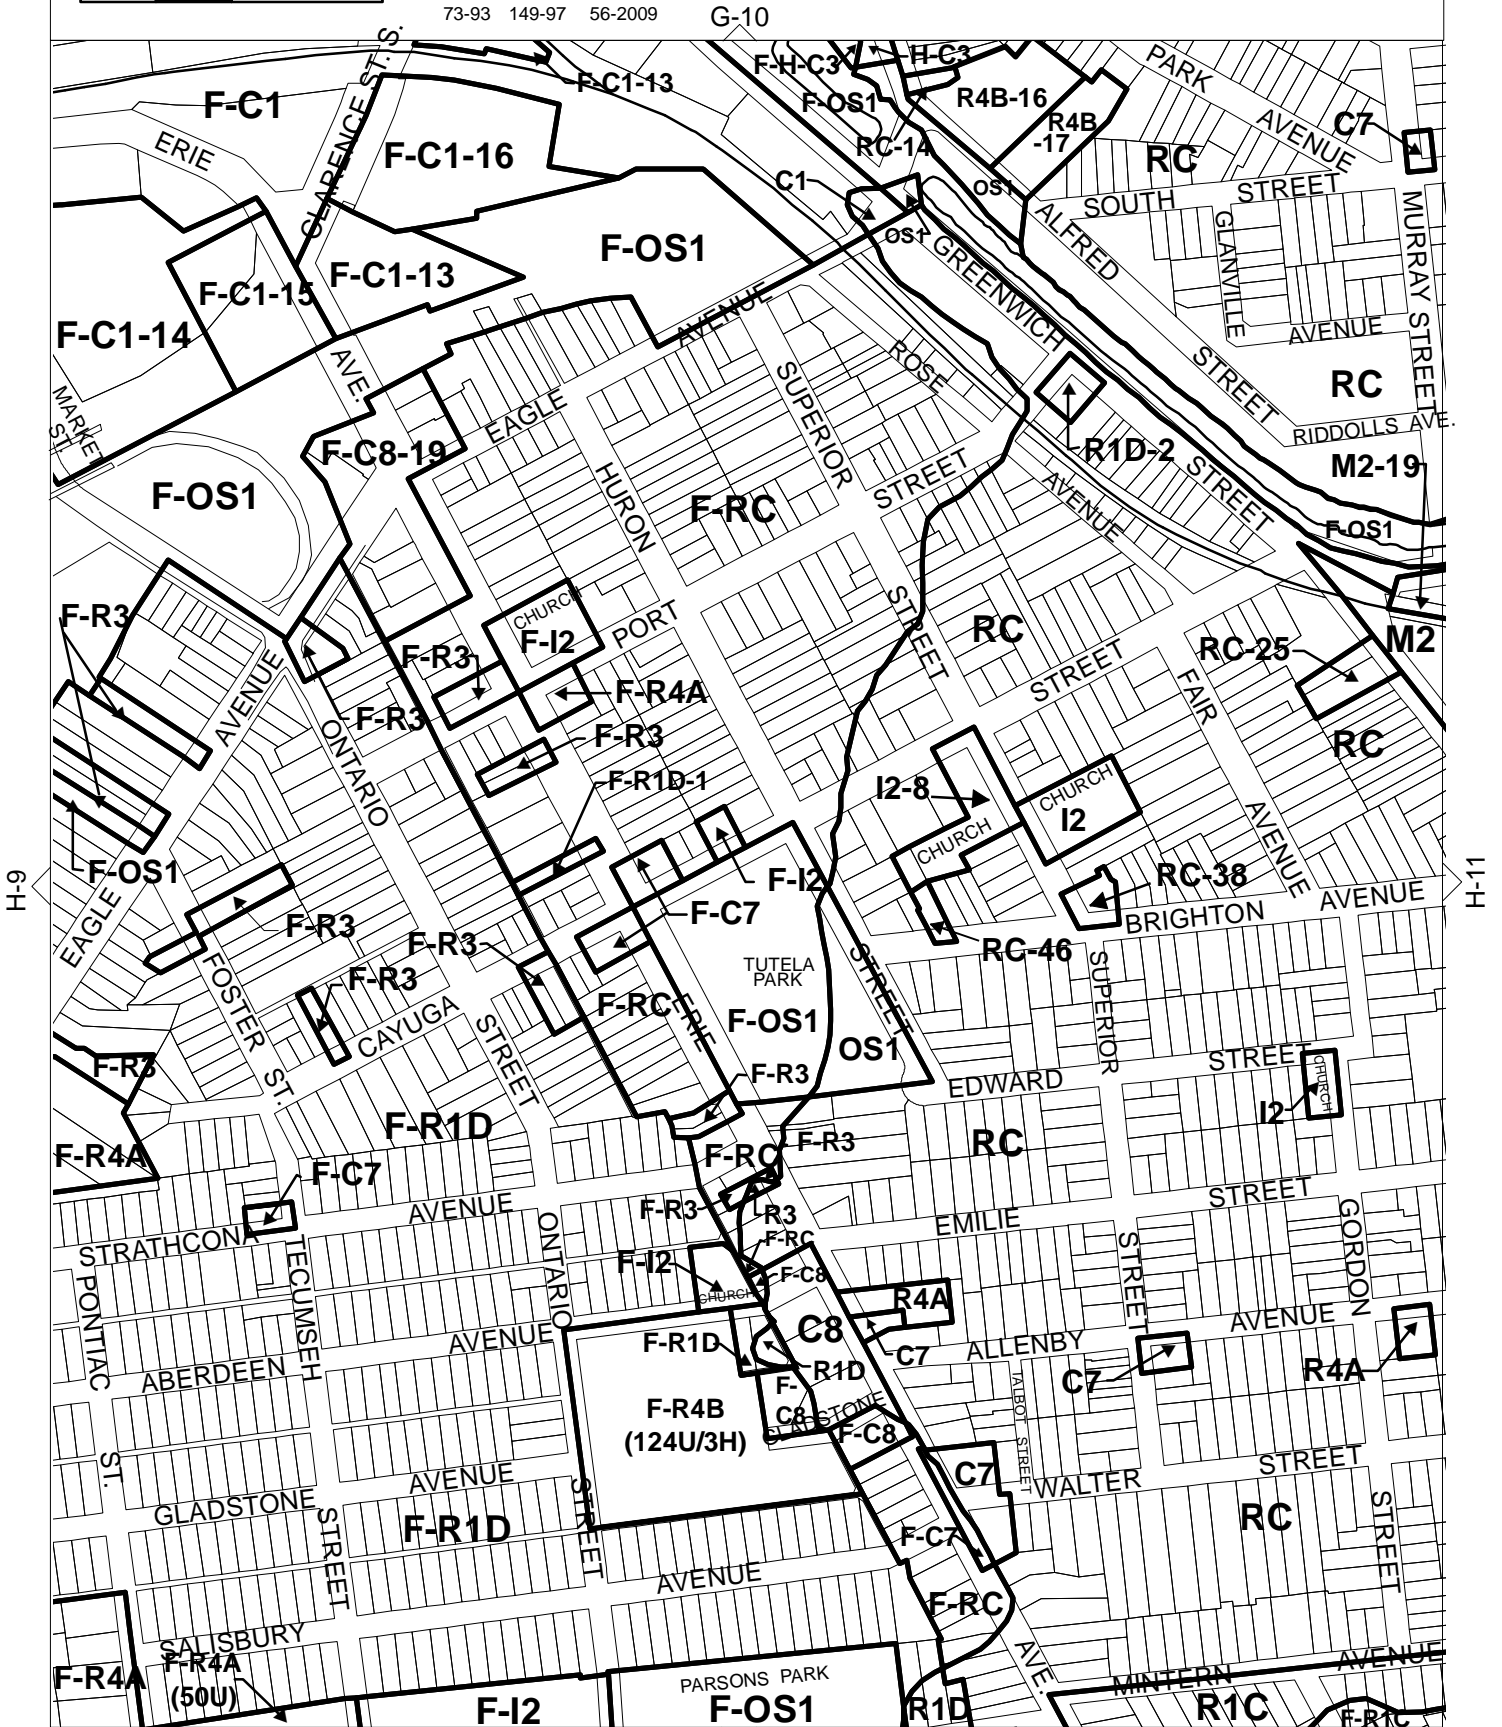 73-93 149-97 56-2009
G-10
F-C1
F-C1-13
F-H-C3
H-C3
PARK
AVENUE
ERIE
CLARENCE ST. S.
F-C1-16
F-OS1
R4B-16
R4B
-17
RC-14
RC
C7
C1
OS1
OS1
SOUTH
STREET
ALFRED
STREET
GLANVILLE
AVENUE
MURRAY STREET
F-OS1
F-C1-13
F-C1-15
F-C1-14
GREENWICH
STREET
AVE.
AVENUE
EAGLE
SUPERIOR
STREET
ROSE
AVENUE
RC
RIDDOLLS AVE.
MARKET
ST.
F-C8-19
R1D-2
M2-19
F-OS1
HURON
F-RC
STREET
F-OS1
CHURCH
F-I2
PORT
F-R3
AVENUE
F-R3
F-R4A
F-R3
ONTARIO
F-R3
F-R1D-1
RC
STREET
RC-25
M2
FAIR
AVENUE
RC
I2-8
CHURCH
I2
CHURCH
F-OS1
H-9
EAGLE
F-R3
F-I2
F-C7
RC-38
H-11
BRIGHTON
AVENUE
RC-46
F-R3
FOSTER
ST.
F-R3
CAYUGA
STREET
F-RC
ERIE
TUTELA
PARK
F-OS1
STREET
OS1
SUPERIOR
STREET
EDWARD
STREET
CHURCH
I2
F-R3
F-R3
F-R1D
F-R4A
F-RC
F-R3
RC
F-C7
AVENUE
STRATHCONA
F-R3
R3
EMILIE
STREET
GORDON
PONTIAC
ST.
TECUMSEH
STREET
ONTARIO
STREET
F-I2
CHURCH
F-RC
F-C8
R4A
C8
C7
F-R1D
R1D
ALLENBY
AVENUE
C7
R4A
ABERDEEN
AVENUE
F-R4B
(124U/3H)
F-
C8
GLADSTONE
F-C8
TALBOT STREET
C7
WALTER
STREET
GLADSTONE
AVENUE
F-R1D
F-C7
RC
STREET
AVENUE
F-RC
SALISBURY
F-R4A
F-R4A
(50U)
F-I2
PARSONS PARK
F-OS1
R1D
AVE.
MINTERN
AVENUE
R1C
F-R1C